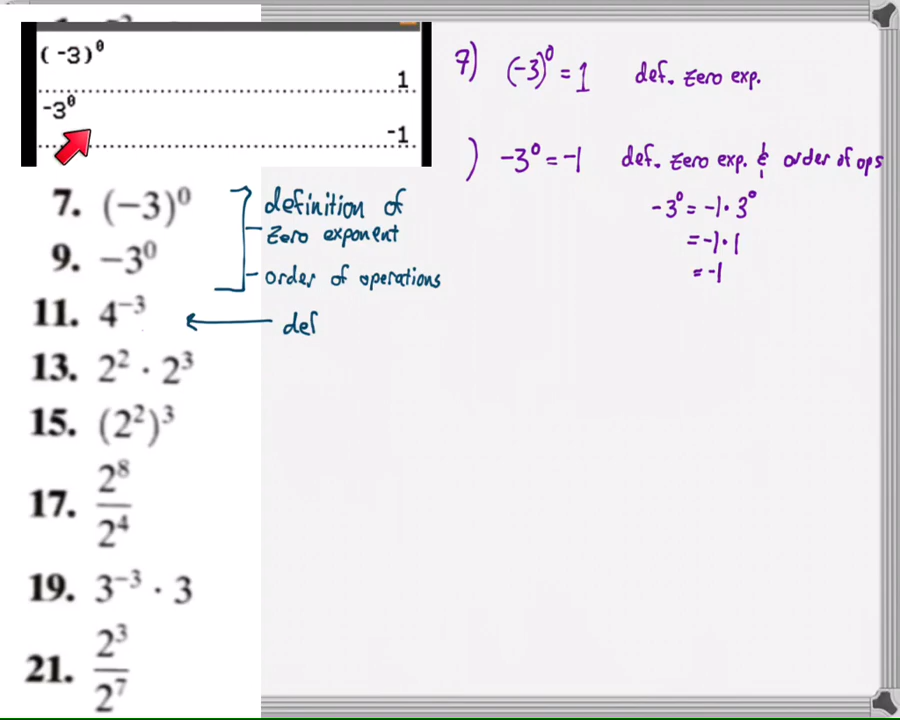 (-3)⁰
1
-3⁰
-1
7. (−3)⁰
9. −3⁰
11. 4⁻³
13. 2² · 2³
15. (2²)³
17. 2⁸/2⁴
19. 3⁻³ · 3
21. 2³/2⁷
definition of
zero exponent
order of operations
def
7) (-3)⁰ = 1 def. zero exp.
) -3⁰ = -1 def. zero exp. & order of ops
-3⁰ = -1 · 3⁰
= -1 · 1
= -1